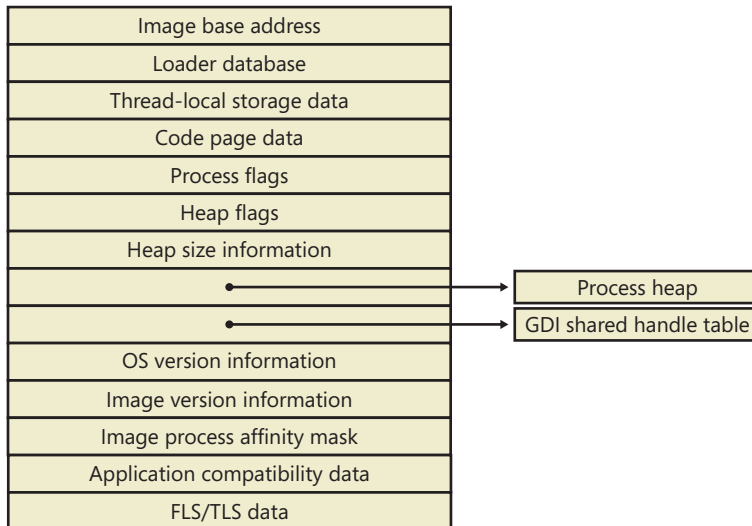 Image base address
Loader database
Thread-local storage data
Code page data
Process flags
Heap flags
Heap size information
Process heap
GDI shared handle table
OS version information
Image version information
Image process affinity mask
Application compatibility data
FLS/TLS data